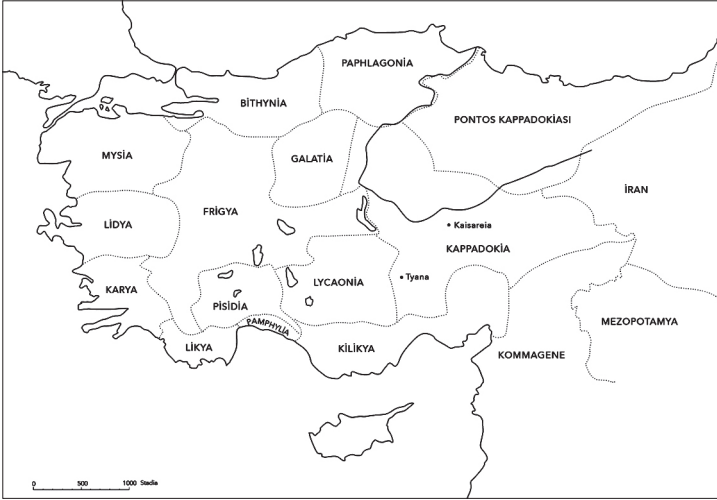 PAPHLAGONİA
BİTHYNİA
PONTOS KAPPADOKİASI
MYSİA
GALATİA
İRAN
FRİGYA
LİDYA
Kaisareia
KAPPADOKİA
Tyana
KARYA
LYCAONİA
PİSİDİA
PAMPHYLİA
MEZOPOTAMYA
LİKYA
KİLİKYA
KOMMAGENE
0 500 1000 Stadia